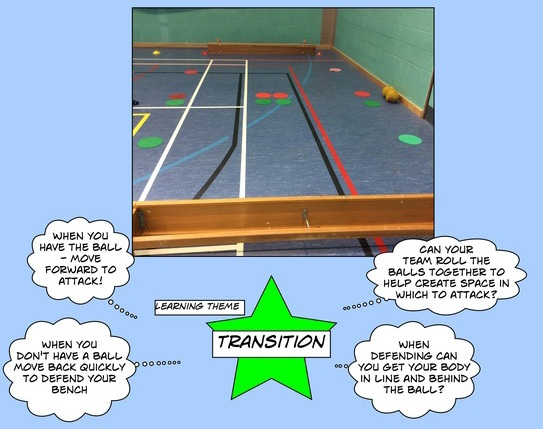 WHEN YOU
HAVE THE BALL
- MOVE
FORWARD TO
ATTACK!
CAN YOUR
TEAM ROLL THE
BALLS TOGETHER TO
HELP CREATE SPACE IN
WHICH TO ATTACK?
LEARNING THEME
TRANSITION
WHEN YOU
DON'T HAVE A BALL
MOVE BACK QUICKLY
TO DEFEND YOUR
BENCH
WHEN
DEFENDING CAN
YOU GET YOUR BODY
IN LINE AND BEHIND
THE BALL?